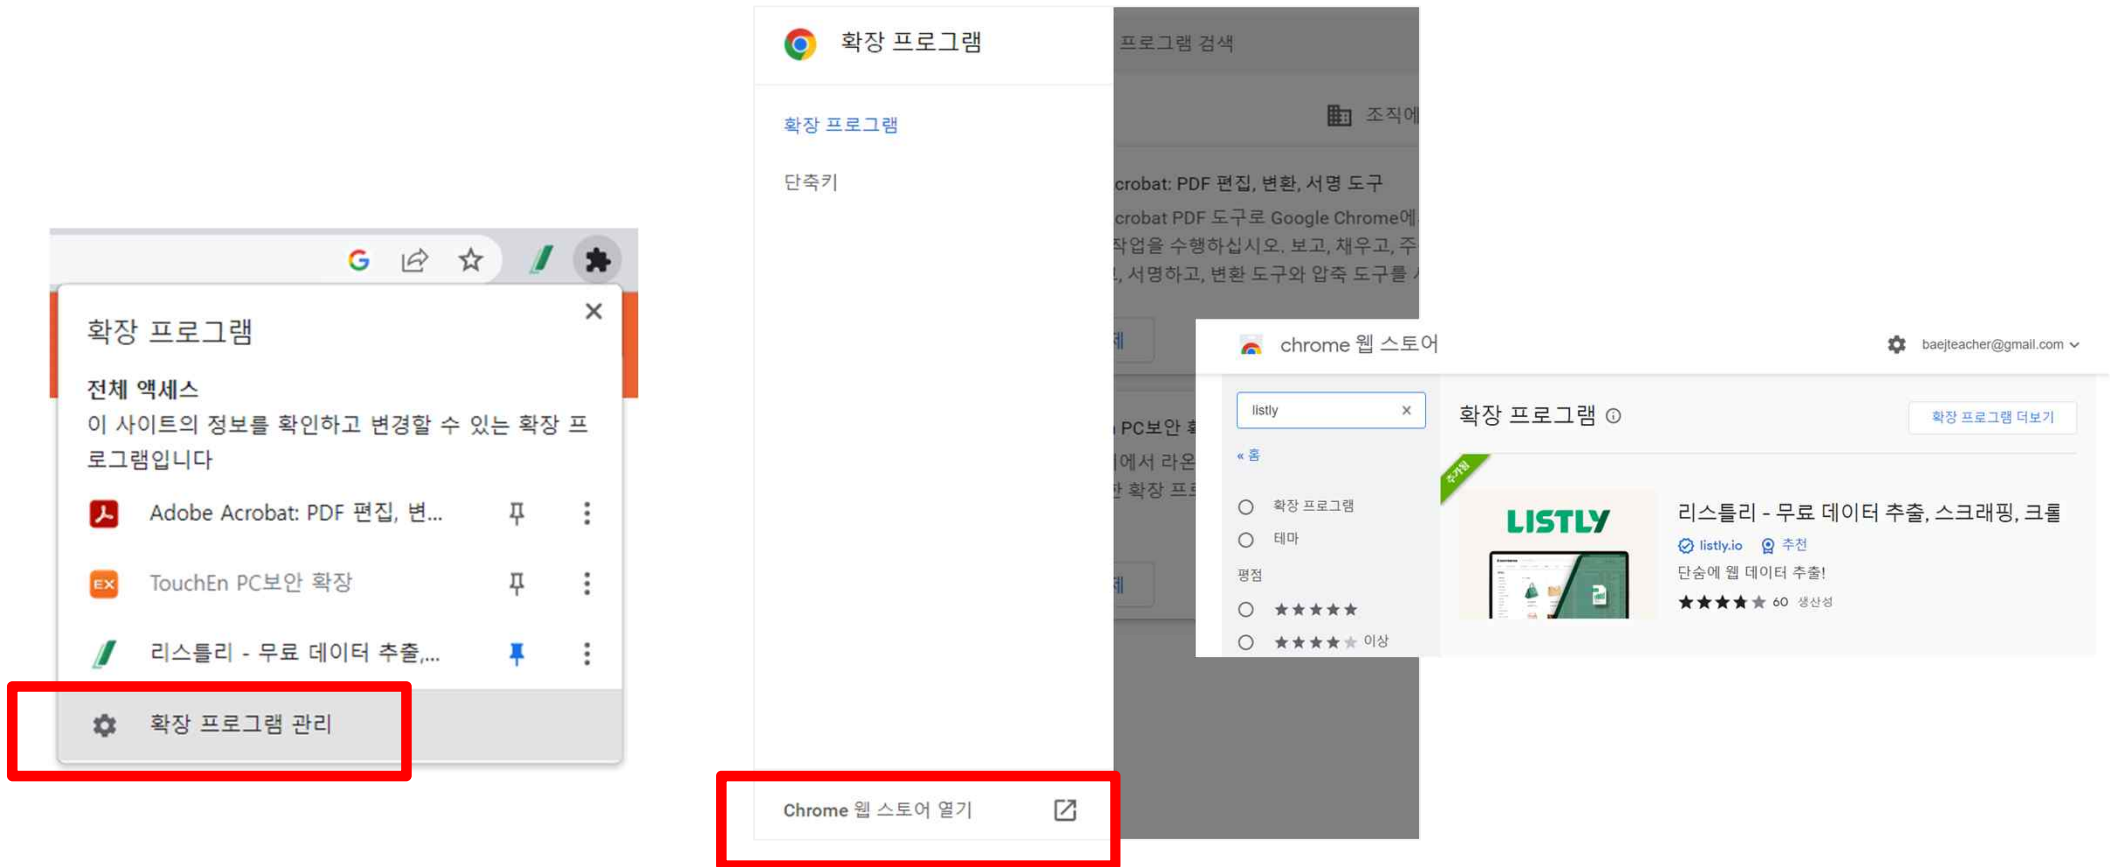 확장 프로그램
전체 액세스
이 사이트의 정보를 확인하고 변경할 수 있는 확장 프
로그램입니다
Adobe Acrobat: PDF 편집, 변...
TouchEn PC보안 확장
EX
리스틀리 - 무료 데이터 추출,...
확장 프로그램 관리
확장 프로그램
확장 프로그램
단축키
Chrome 웹 스토어 열기
프로그램 검색
조직에
crobat: PDF 편집, 변환, 서명 도구
crobat PDF 도구로 Google Chrome에
작업을 수행하십시오. 보고, 채우고, 주
, 서명하고, 변환 도구와 압축 도구를
PC보안
에서 라온
확장 프로
chrome 웹 스토어
baejteacher@gmail.com
listly
« 홈
확장 프로그램
테마
평점
★★★★★
★★★★★ 이상
확장 프로그램
확장 프로그램 더보기
추가됨
LISTLY
리스틀리 - 무료 데이터 추출, 스크래핑, 크롤
listly.io 추천
단숨에 웹 데이터 추출!
★★★★★ 60 생산성